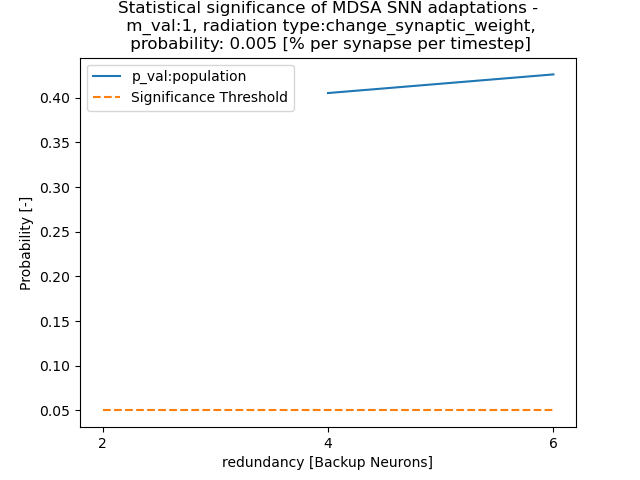 Statistical significance of MDSA SNN adaptations -
m_val:1, radiation type:change_synaptic_weight,
probability: 0.005 [% per synapse per timestep]
p_val:population
Significance Threshold
0.40
0.35
0.30
0.25
0.20
0.15
0.10
0.05
Probability [-]
2
4
6
redundancy [Backup Neurons]